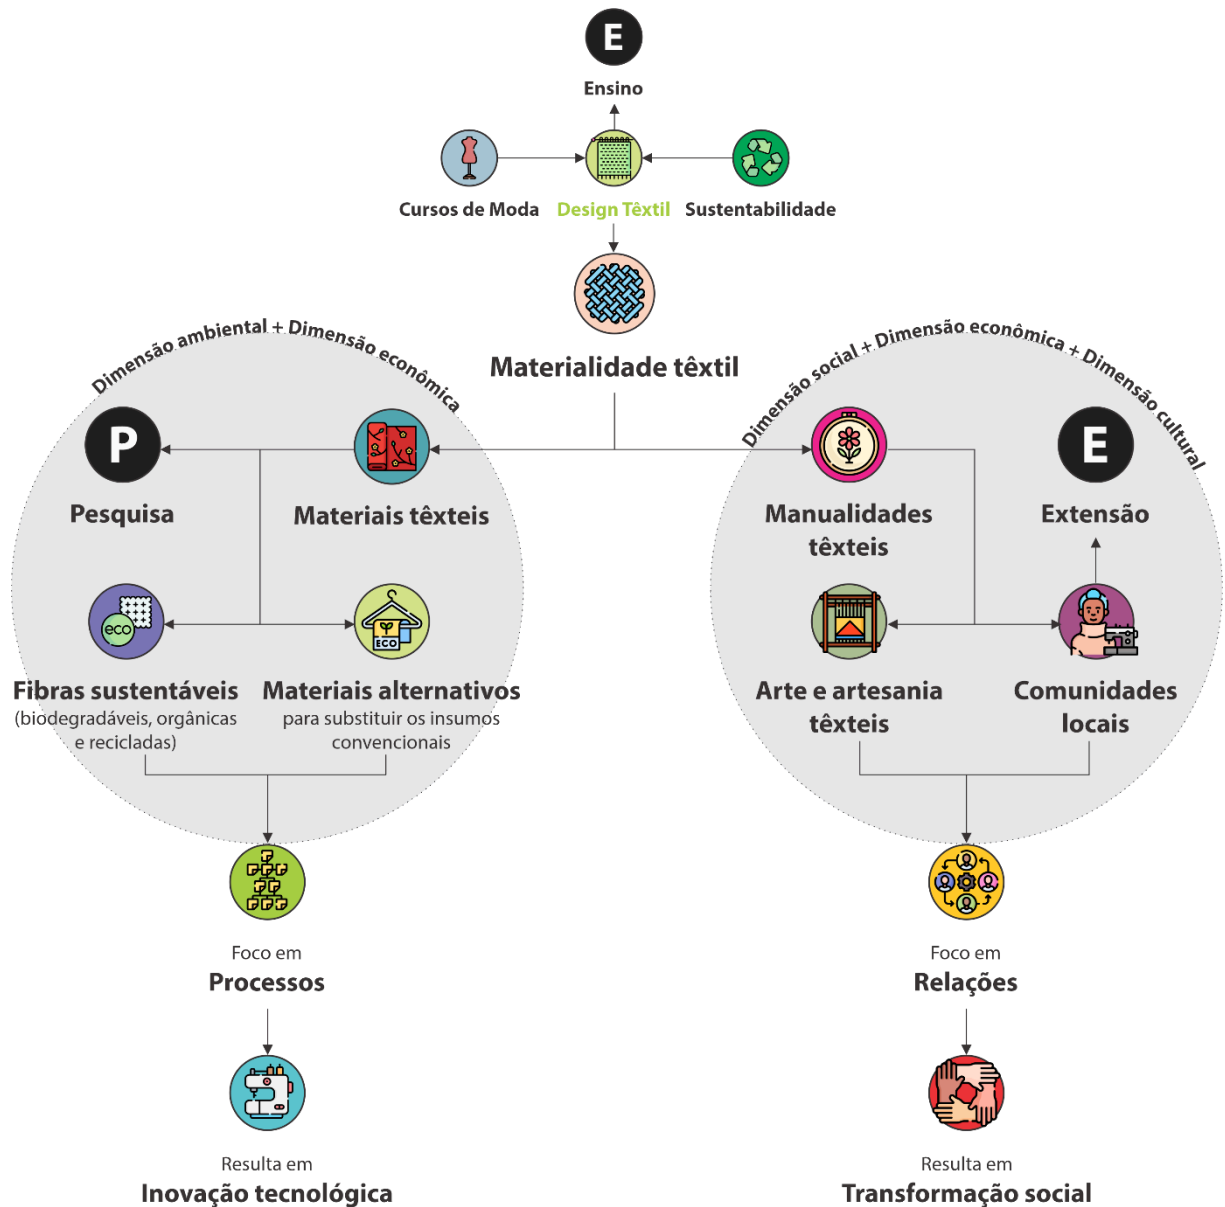 E
Ensino
Cursos de Moda
Design Têxtil
Sustentabilidade
Materialidade têxtil
Dimensão ambiental + Dimensão econômica
P
Pesquisa
Materiais têxteis
eco
Fibras sustentáveis
(biodegradáveis, orgânicas
e recicladas)
ECO
Materiais alternativos
para substituir os insumos
convencionais
Foco em
Processos
Resulta em
Inovação tecnológica
Dimensão social + Dimensão econômica + Dimensão cultural
Manualidades
têxteis
E
Extensão
Arte e artesania
têxteis
Comunidades
locais
Foco em
Relações
Resulta em
Transformação social